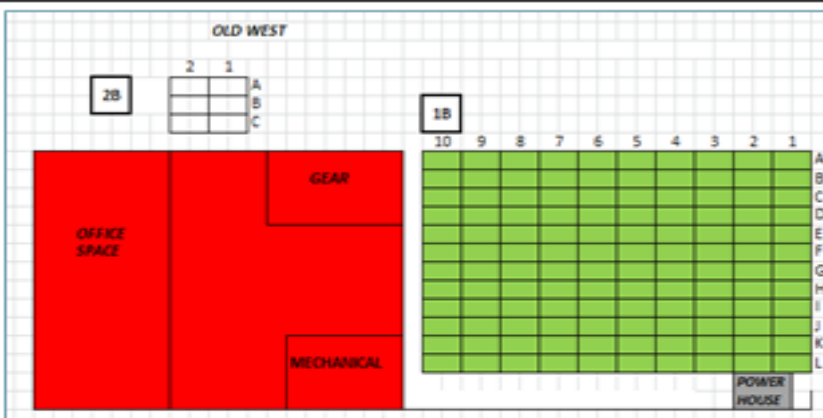 OLD WEST
2 1
2B
A
B
C
1B
10 9 8 7 6 5 4 3 2 1
A
B
C
D
E
F
G
H
I
J
K
L
GEAR
OFFICE
SPACE
MECHANICAL
POWER
HOUSE